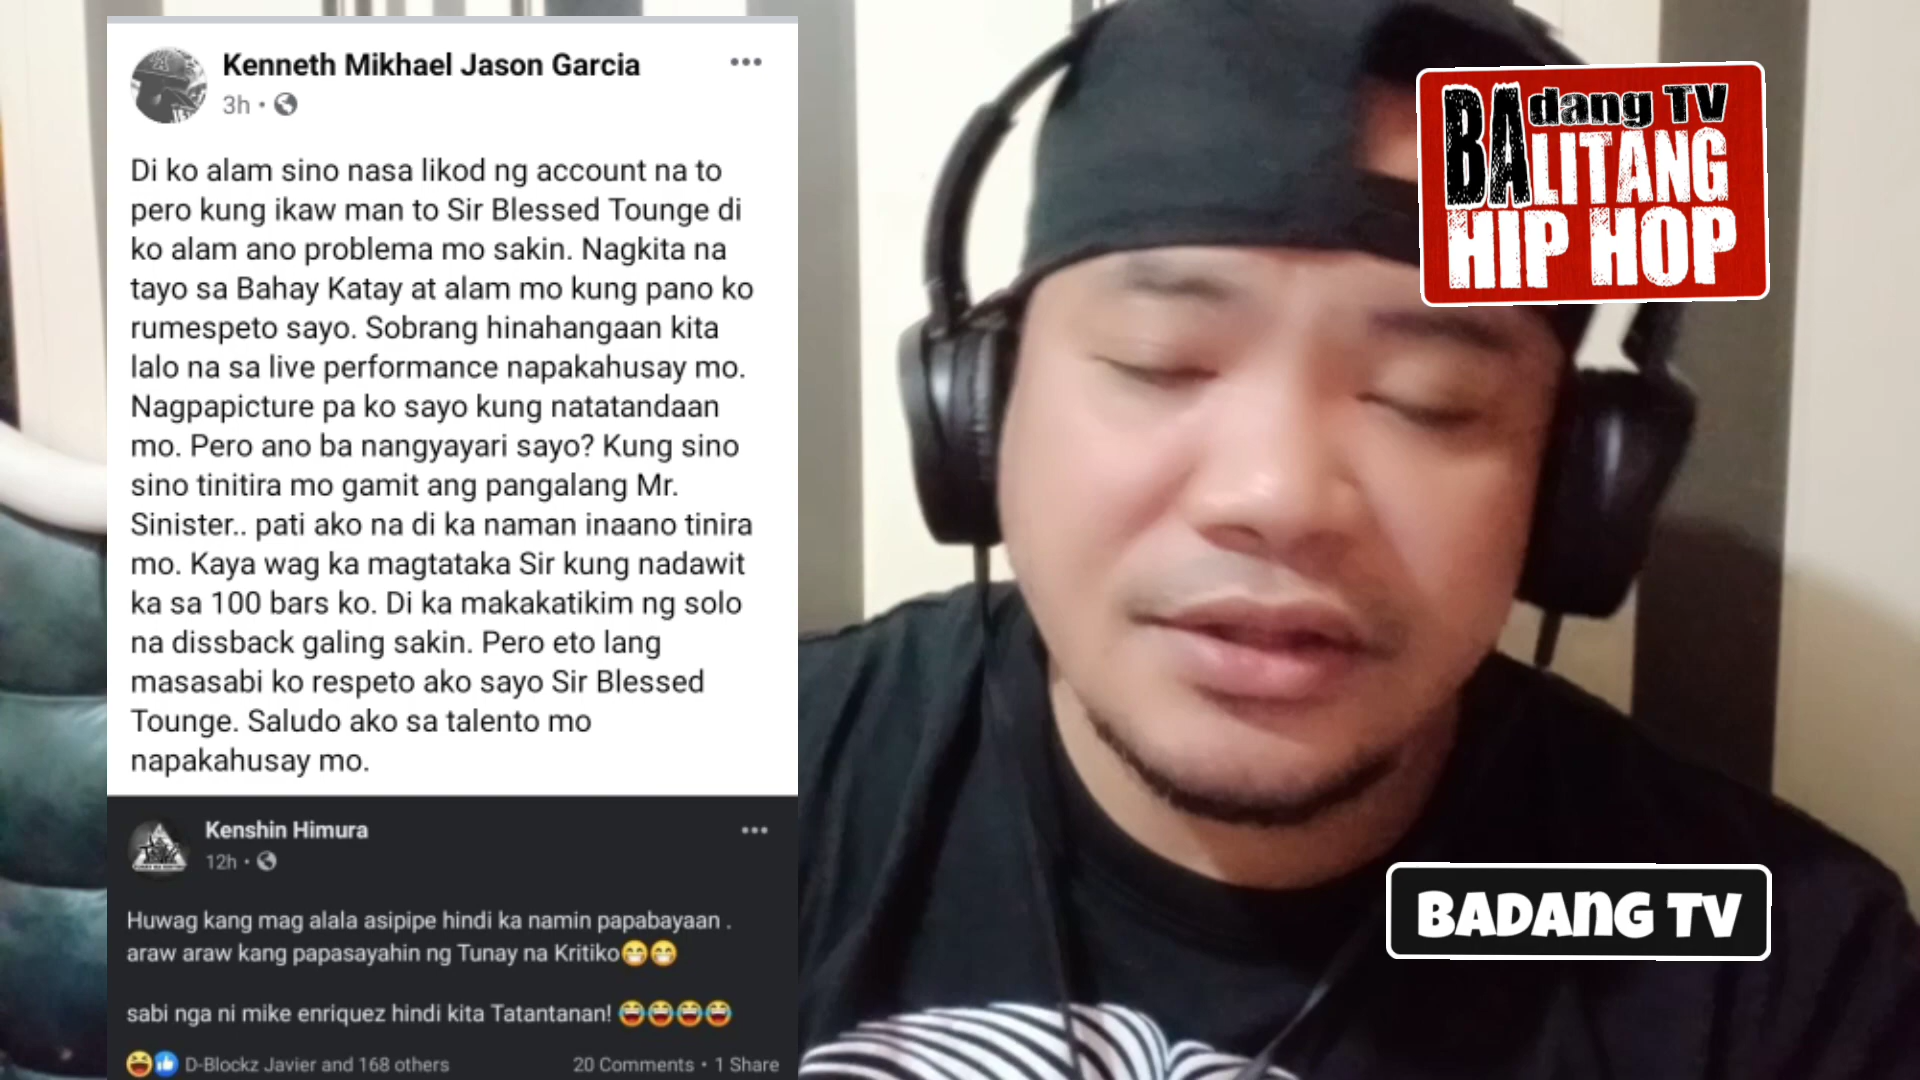 Kenneth Mikhael Jason Garcia
3h
Di ko alam sino nasa likod ng account na to
pero kung ikaw man to Sir Blessed Tounge di
ko alam ano problema mo sakin. Nagkita na
tayo sa Bahay Katay at alam mo kung pano ko
rumespeto sayo. Sobrang hinahangaan kita
lalo na sa live performance napakahusay mo.
Nagpapicture pa ko sayo kung natatandaan
mo. Pero ano ba nangyayari sayo? Kung sino
sino tinitira mo gamit ang pangalang Mr.
Sinister.. pati ako na di ka naman inaano tinira
mo. Kaya wag ka magtataka Sir kung nadawit
ka sa 100 bars ko. Di ka makakatikim ng solo
na dissback galing sakin. Pero eto lang
masasabi ko respeto ako sayo Sir Blessed
Tounge. Saludo ako sa talento mo
napakahusay mo.
Kenshin Himura
12h
Huwag kang mag alala asipipe hindi ka namin papabayaan .
araw araw kang papasayahin ng Tunay na Kritiko😁😁
sabi nga ni mike enriquez hindi kita Tatantanan! 😂😂😂😂
D-Blockz Javier and 168 others
20 Comments • 1 Share
BAdang TV
BALITANG
HIP HOP
BADANG TV